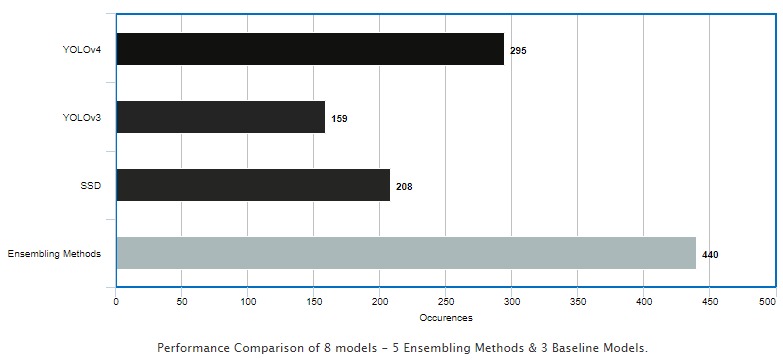 YOLOv4 295
YOLOv3 159
SSD 208
Ensembling Methods 440
0 50 100 150 200 250 300 350 400 450 500
Occurences
Performance Comparison of 8 models - 5 Ensembling Methods & 3 Baseline Models.